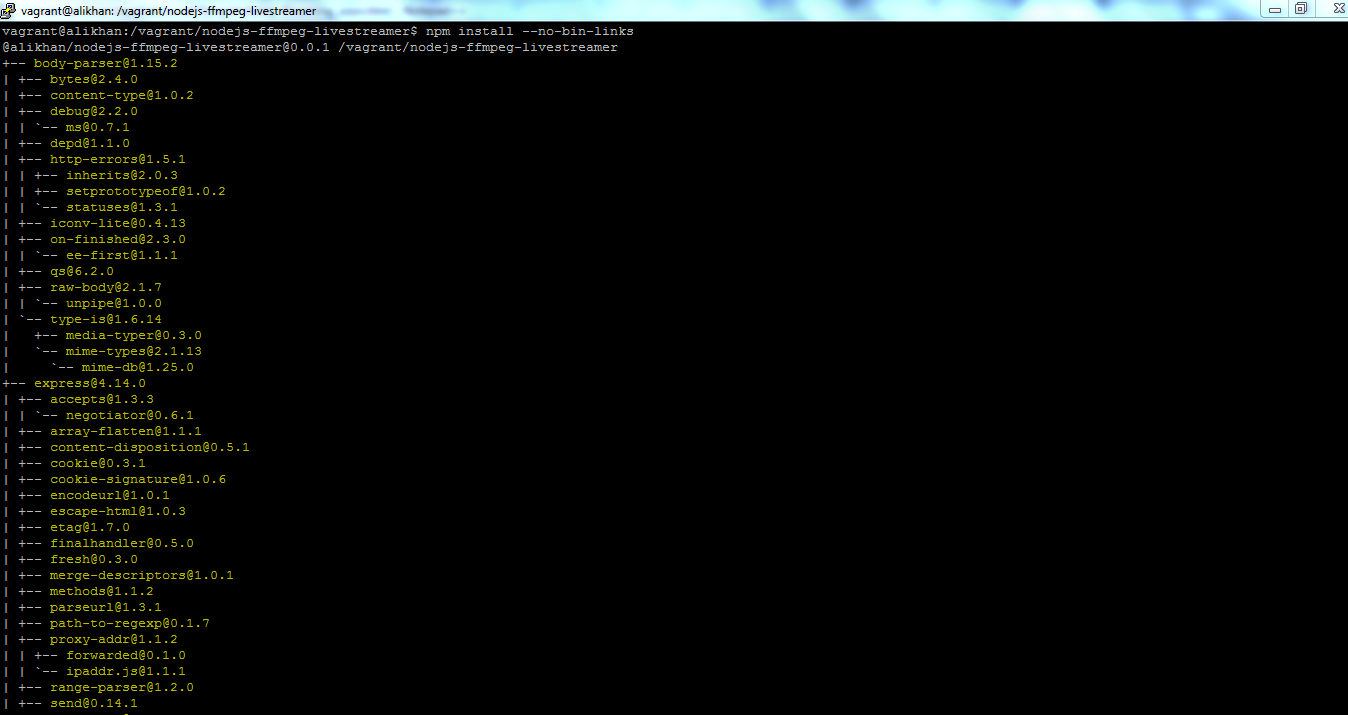 vagrant@alikhan: /vagrant/nodejs-ffmpeg-livestreamer
vagrant@alikhan:/vagrant/nodejs-ffmpeg-livestreamer$ npm install --no-bin-links
@alikhan/nodejs-ffmpeg-livestreamer@0.0.1 /vagrant/nodejs-ffmpeg-livestreamer
+-- body-parser@1.15.2
| +-- bytes@2.4.0
| +-- content-type@1.0.2
| +-- debug@2.2.0
| | `-- ms@0.7.1
| +-- depd@1.1.0
| +-- http-errors@1.5.1
| | +-- inherits@2.0.3
| | +-- setprototypeof@1.0.2
| | `-- statuses@1.3.1
| +-- iconv-lite@0.4.13
| +-- on-finished@2.3.0
| | `-- ee-first@1.1.1
| +-- qs@6.2.0
| +-- raw-body@2.1.7
| | `-- unpipe@1.0.0
| `-- type-is@1.6.14
|   +-- media-typer@0.3.0
|   `-- mime-types@2.1.13
|     `-- mime-db@1.25.0
+-- express@4.14.0
| +-- accepts@1.3.3
| | `-- negotiator@0.6.1
| +-- array-flatten@1.1.1
| +-- content-disposition@0.5.1
| +-- cookie@0.3.1
| +-- cookie-signature@1.0.6
| +-- encodeurl@1.0.1
| +-- escape-html@1.0.3
| +-- etag@1.7.0
| +-- finalhandler@0.5.0
| +-- fresh@0.3.0
| +-- merge-descriptors@1.0.1
| +-- methods@1.1.2
| +-- parseurl@1.3.1
| +-- path-to-regexp@0.1.7
| +-- proxy-addr@1.1.2
| | +-- forwarded@0.1.0
| | `-- ipaddr.js@1.1.1
| +-- range-parser@1.2.0
| +-- send@0.14.1